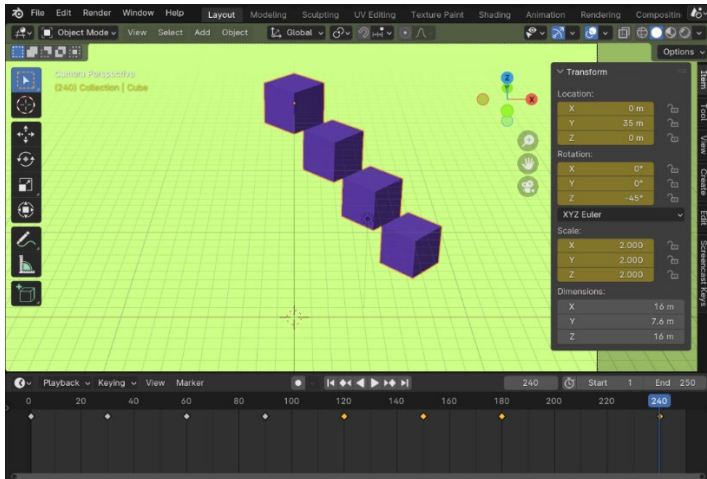 File Edit Render Window Help Layout Modeling Sculpting UV Editing Texture Paint Shading Animation Rendering Compositin
Object Mode View Select Add Object Global
Options
Camera Perspective
(240) Collection | Cube
Transform
Location:
X 0 m
Y 35 m
Z 0 m
Rotation:
X 0°
Y 0°
Z -45°
XYZ Euler
Scale:
X 2.000
Y 2.000
Z 2.000
Dimensions:
X 16 m
Y 7.6 m
Z 16 m
Item
Tool
View
Create
Edit
Screencast Keys
Z
Y
X
Playback Keying View Marker 240 Start 1 End 250
0 20 40 60 80 100 120 140 160 180 200 220 240